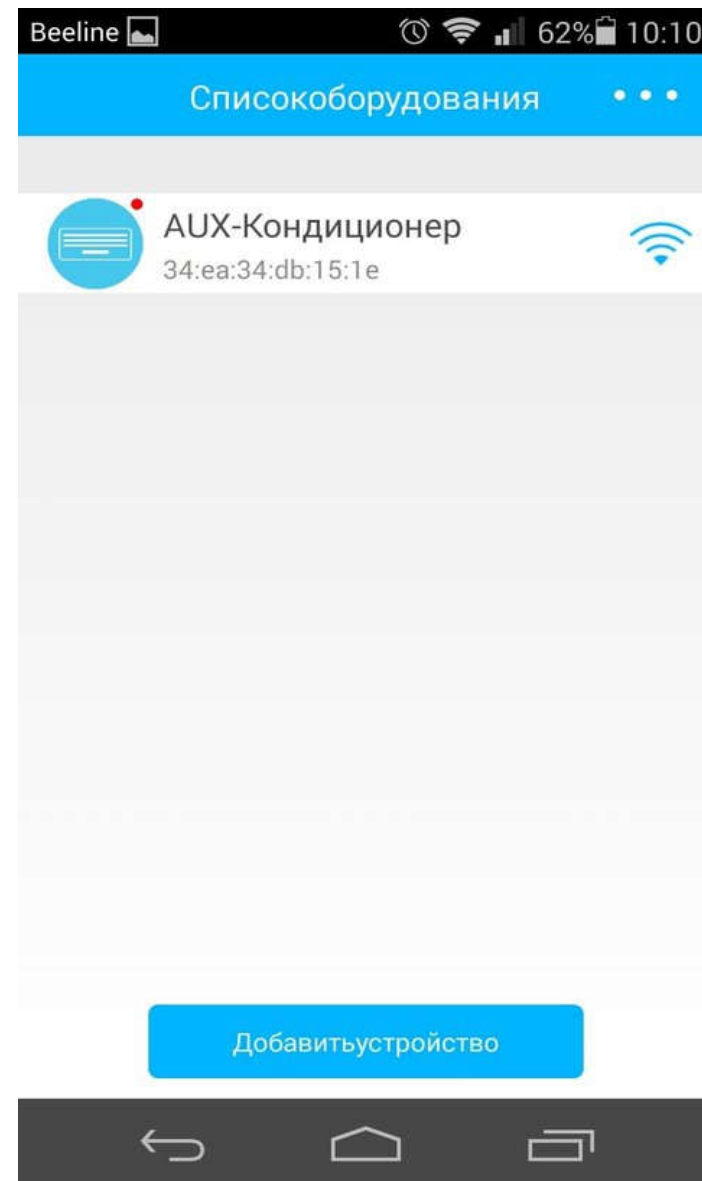 Beeline 62% 10:10
Списокоборудования
AUX-Кондиционер
34:ea:34:db:15:1e
Добавитьустройство